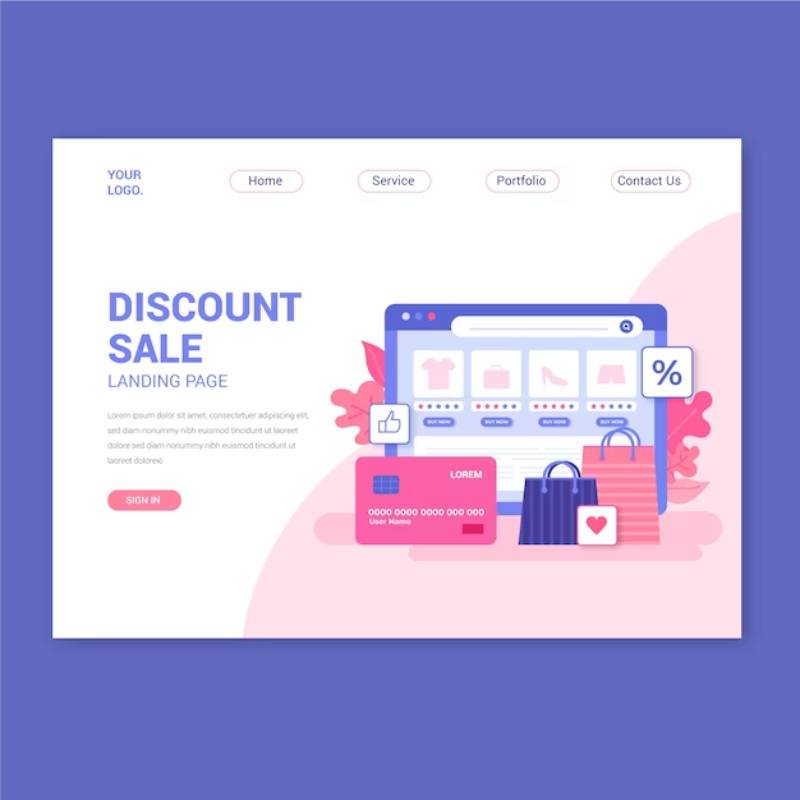 YOUR
LOGO.
Home
Service
Portfolio
Contact Us
DISCOUNT
SALE
LANDING PAGE
Lorem ipsum dolor sit amet, consectetuer adipiscing elit,
sed diam nonummy nibh euismod tincidunt ut laoreet
dolore sed diam nonummy nibh euismod tincidunt ut
laoreet dolorexo
SIGN IN
%
BUY NOW
BUY NOW
BUY NOW
BUY NOW
LOREM
0000 0000 0000 000 000
User Name